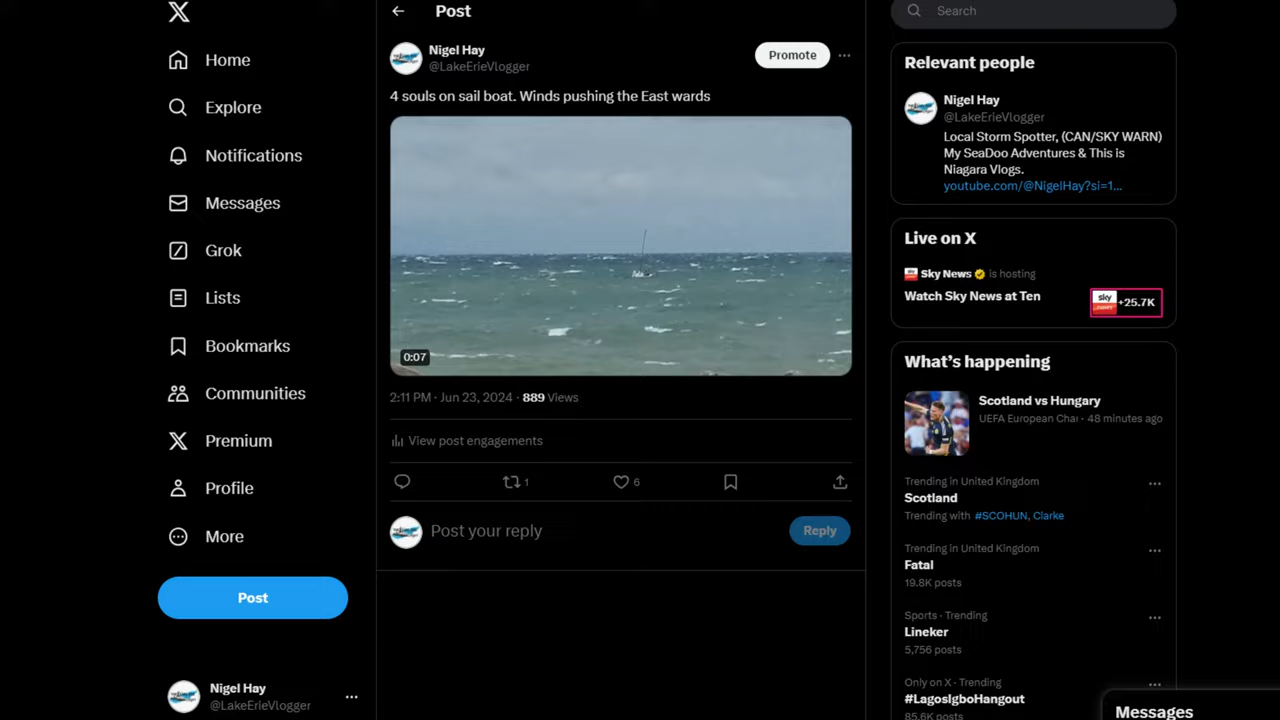 Home
Explore
Notifications
Messages
Grok
Lists
Bookmarks
Communities
Premium
Profile
More
Post
Nigel Hay
@LakeErieVlogger
Post
Nigel Hay
@LakeErieVlogger
Promote
4 souls on sail boat. Winds pushing the East wards
0:07
2:11 PM · Jun 23, 2024 · 889 Views
View post engagements
1
6
Post your reply
Reply
Search
Relevant people
Nigel Hay
@LakeErieVlogger
Local Storm Spotter, (CAN/SKY WARN)
My SeaDoo Adventures & This is
Niagara Vlogs.
youtube.com/@NigelHay?si=1...
Live on X
Sky News is hosting
Watch Sky News at Ten
sky
news
+25.7K
What's happening
Scotland vs Hungary
UEFA European Chai · 48 minutes ago
Trending in United Kingdom
Scotland
Trending with #SCOHUN, Clarke
Trending in United Kingdom
Fatal
19.8K posts
Sports · Trending
Lineker
5,756 posts
Only on X · Trending
#LagosIgboHangout
85.6K posts
Messages